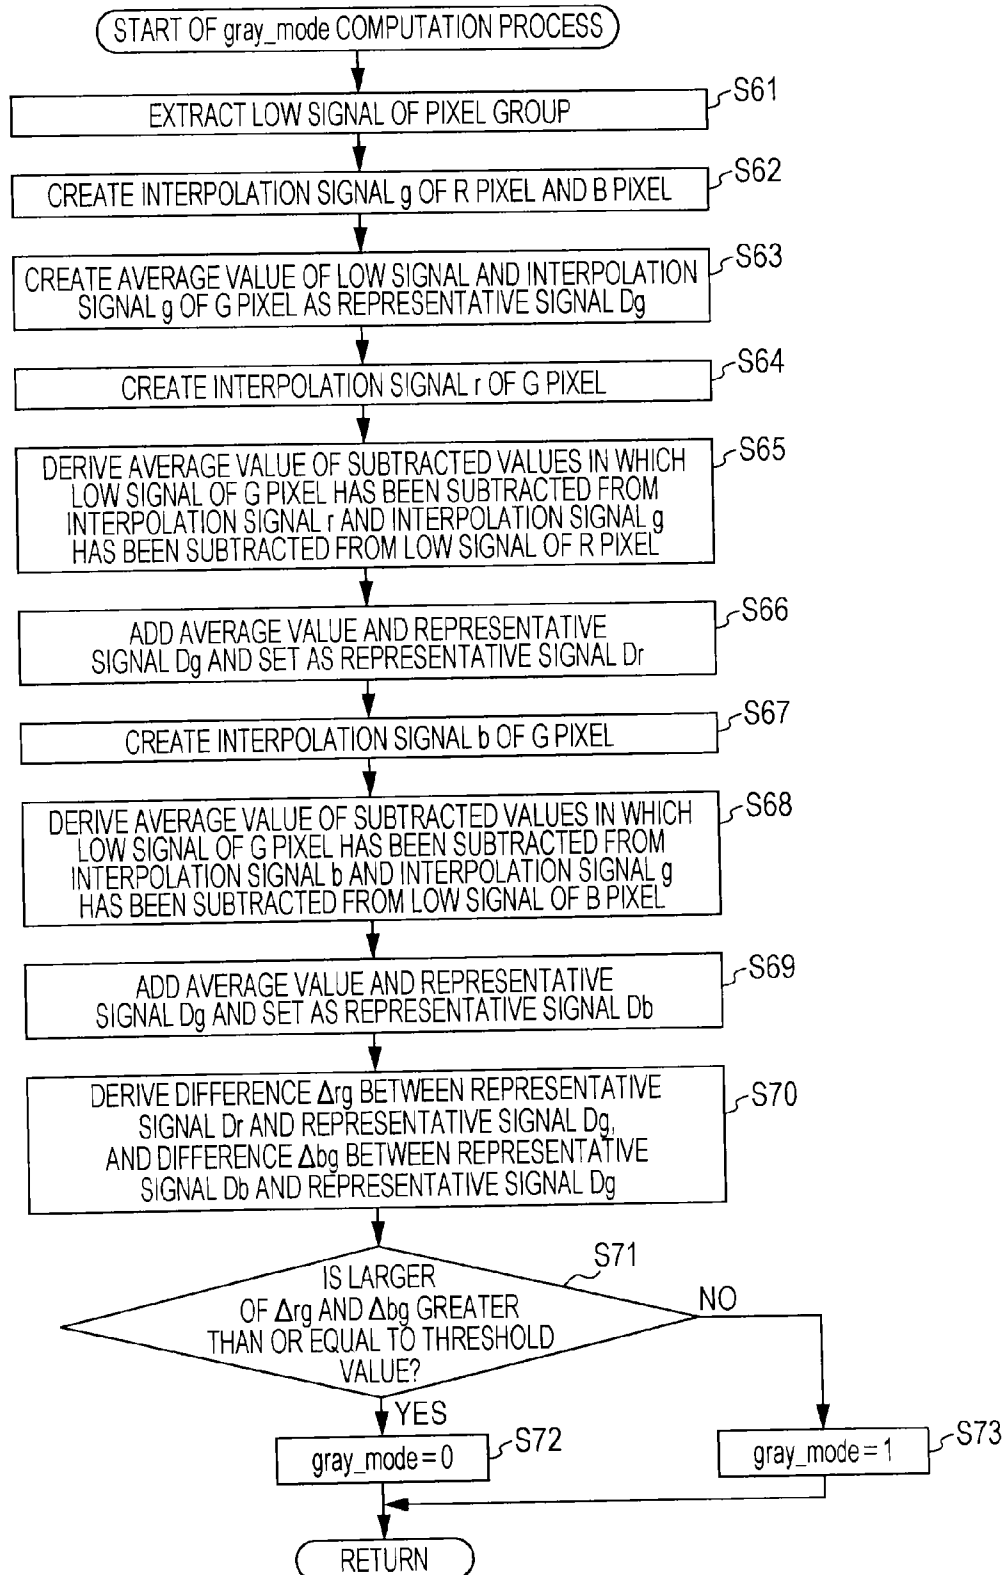 START OF gray_mode COMPUTATION PROCESS
S61
EXTRACT LOW SIGNAL OF PIXEL GROUP
S62
CREATE INTERPOLATION SIGNAL g OF R PIXEL AND B PIXEL
S63
CREATE AVERAGE VALUE OF LOW SIGNAL AND INTERPOLATION
SIGNAL g OF G PIXEL AS REPRESENTATIVE SIGNAL Dg
S64
CREATE INTERPOLATION SIGNAL r OF G PIXEL
S65
DERIVE AVERAGE VALUE OF SUBTRACTED VALUES IN WHICH
LOW SIGNAL OF G PIXEL HAS BEEN SUBTRACTED FROM
INTERPOLATION SIGNAL r AND INTERPOLATION SIGNAL g
HAS BEEN SUBTRACTED FROM LOW SIGNAL OF R PIXEL
S66
ADD AVERAGE VALUE AND REPRESENTATIVE
SIGNAL Dg AND SET AS REPRESENTATIVE SIGNAL Dr
S67
CREATE INTERPOLATION SIGNAL b OF G PIXEL
S68
DERIVE AVERAGE VALUE OF SUBTRACTED VALUES IN WHICH
LOW SIGNAL OF G PIXEL HAS BEEN SUBTRACTED FROM
INTERPOLATION SIGNAL b AND INTERPOLATION SIGNAL g
HAS BEEN SUBTRACTED FROM LOW SIGNAL OF B PIXEL
S69
ADD AVERAGE VALUE AND REPRESENTATIVE
SIGNAL Dg AND SET AS REPRESENTATIVE SIGNAL Db
S70
DERIVE DIFFERENCE Δrg BETWEEN REPRESENTATIVE
SIGNAL Dr AND REPRESENTATIVE SIGNAL Dg,
AND DIFFERENCE Δbg BETWEEN REPRESENTATIVE
SIGNAL Db AND REPRESENTATIVE SIGNAL Dg
S71
IS LARGER
OF Δrg AND Δbg GREATER
THAN OR EQUAL TO THRESHOLD
VALUE?
NO
YES
S72
gray_mode = 0
S73
gray_mode = 1
RETURN